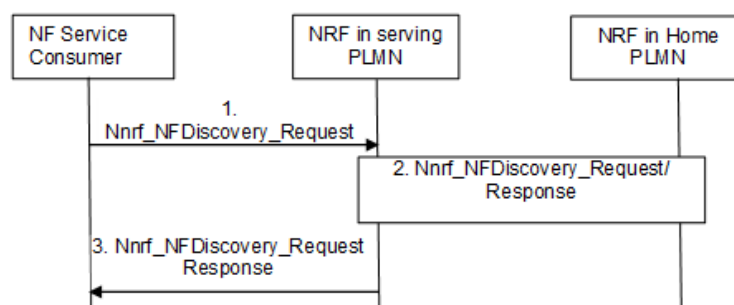 NF Service
Consumer
NRF in serving
PLMN
NRF in Home
PLMN
1.
Nnrf_NFDiscovery_Request
2. Nnrf_NFDiscovery_Request/
Response
3. Nnrf_NFDiscovery_Request
Response